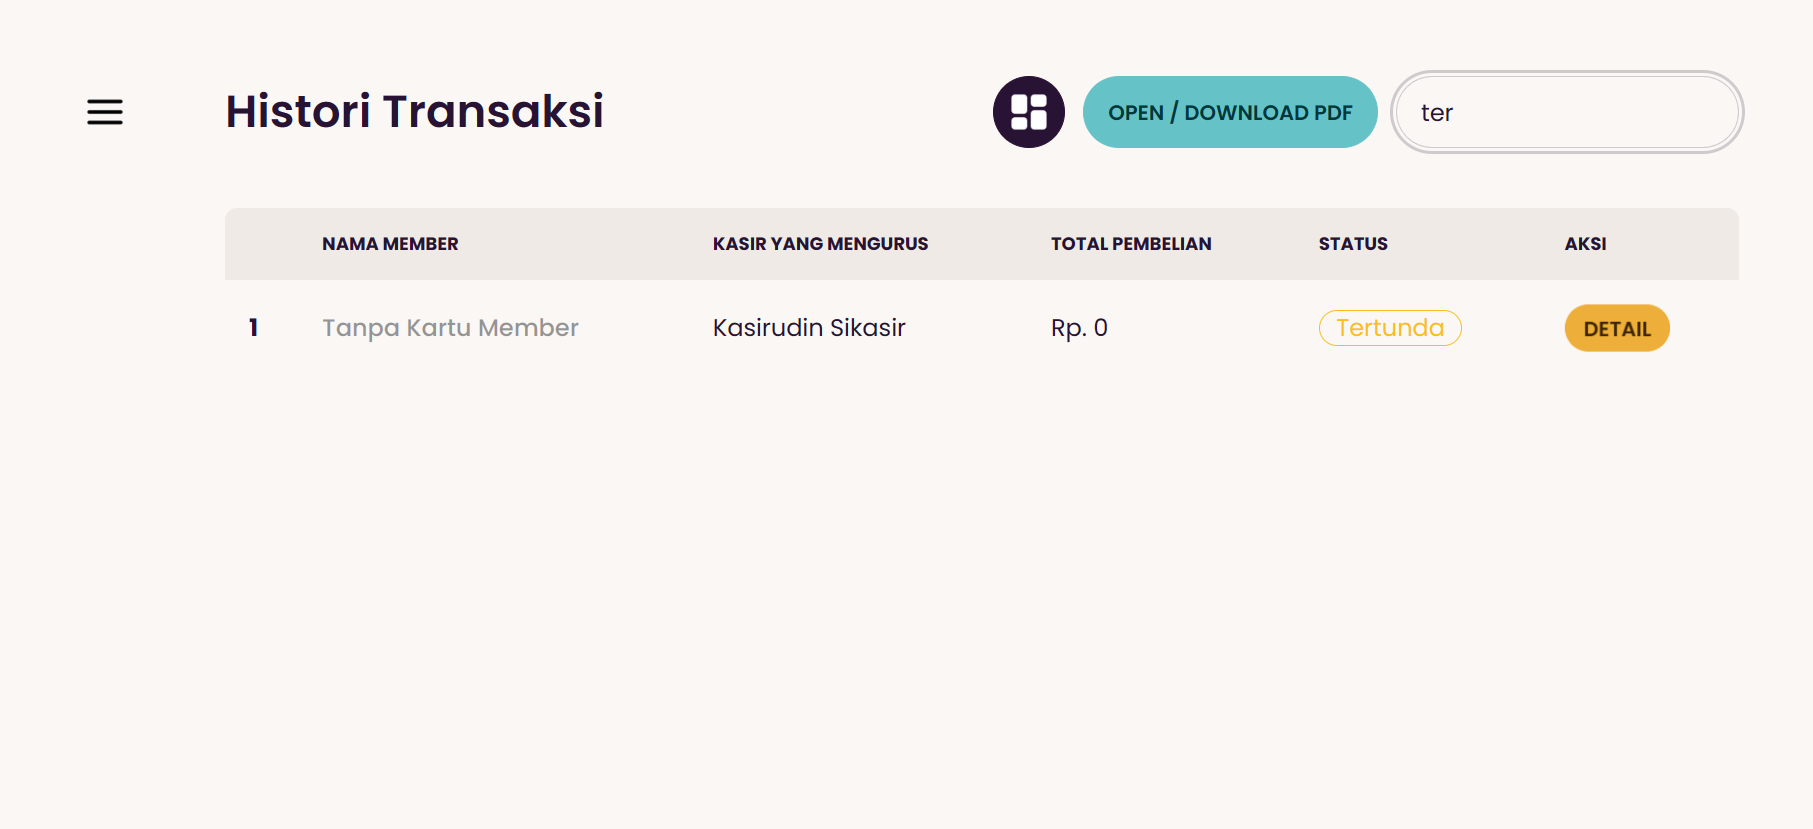 Histori Transaksi
OPEN / DOWNLOAD PDF
ter
NAMA MEMBER KASIR YANG MENGURUS TOTAL PEMBELIAN STATUS AKSI
1 Tanpa Kartu Member Kasirudin Sikasir Rp. 0 Tertunda DETAIL